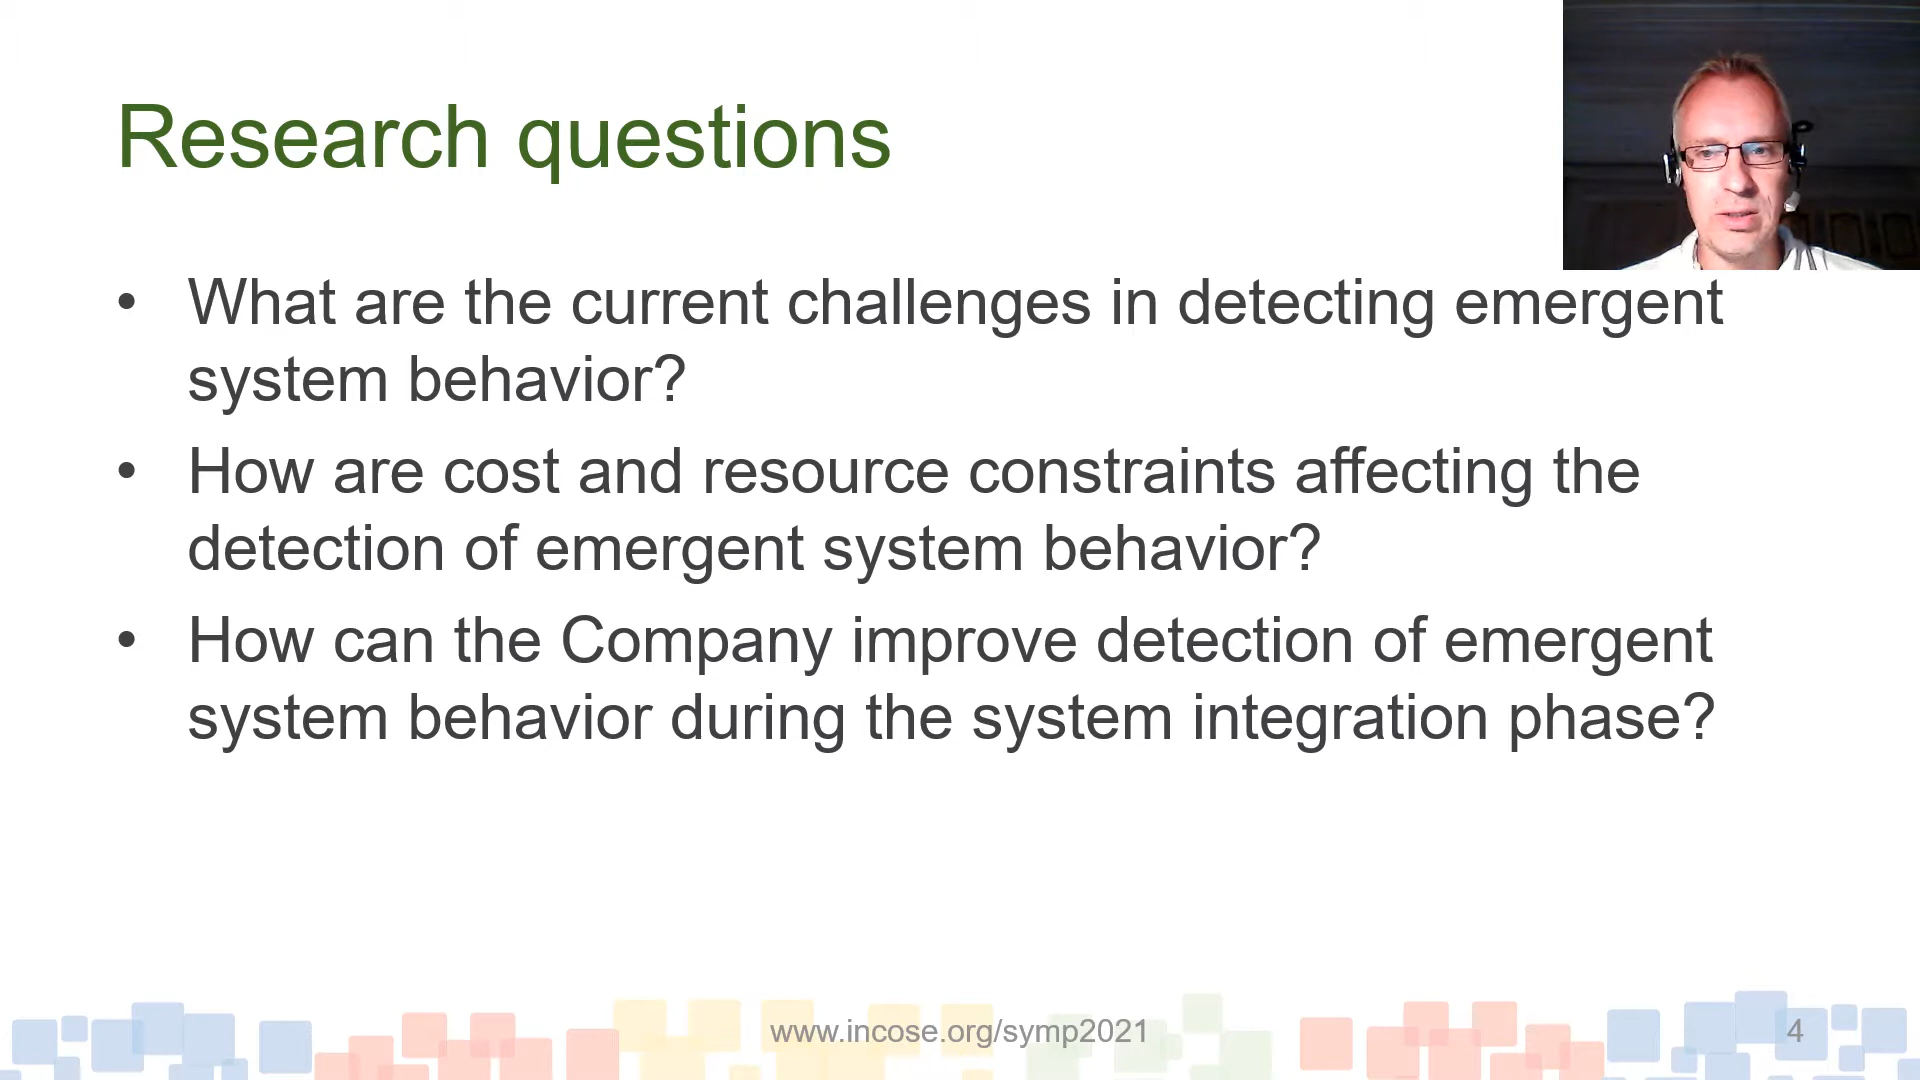 Research questions
• What are the current challenges in detecting emergent
system behavior?
• How are cost and resource constraints affecting the
detection of emergent system behavior?
• How can the Company improve detection of emergent
system behavior during the system integration phase?
www.incose.org/symp2021
4